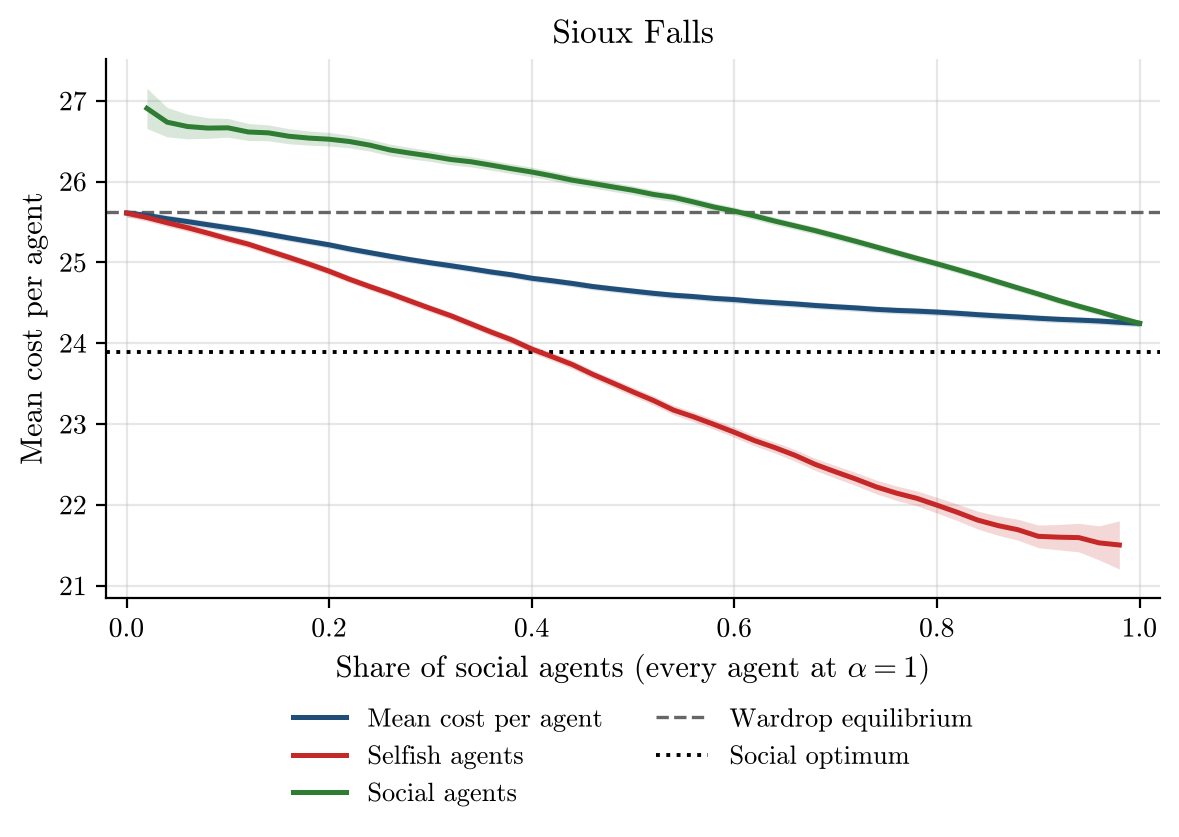 Sioux Falls
Mean cost per agent
27
26
25
24
23
22
21
0.0 0.2 0.4 0.6 0.8 1.0
Share of social agents (every agent at α = 1)
Mean cost per agent
Selfish agents
Social agents
Wardrop equilibrium
Social optimum